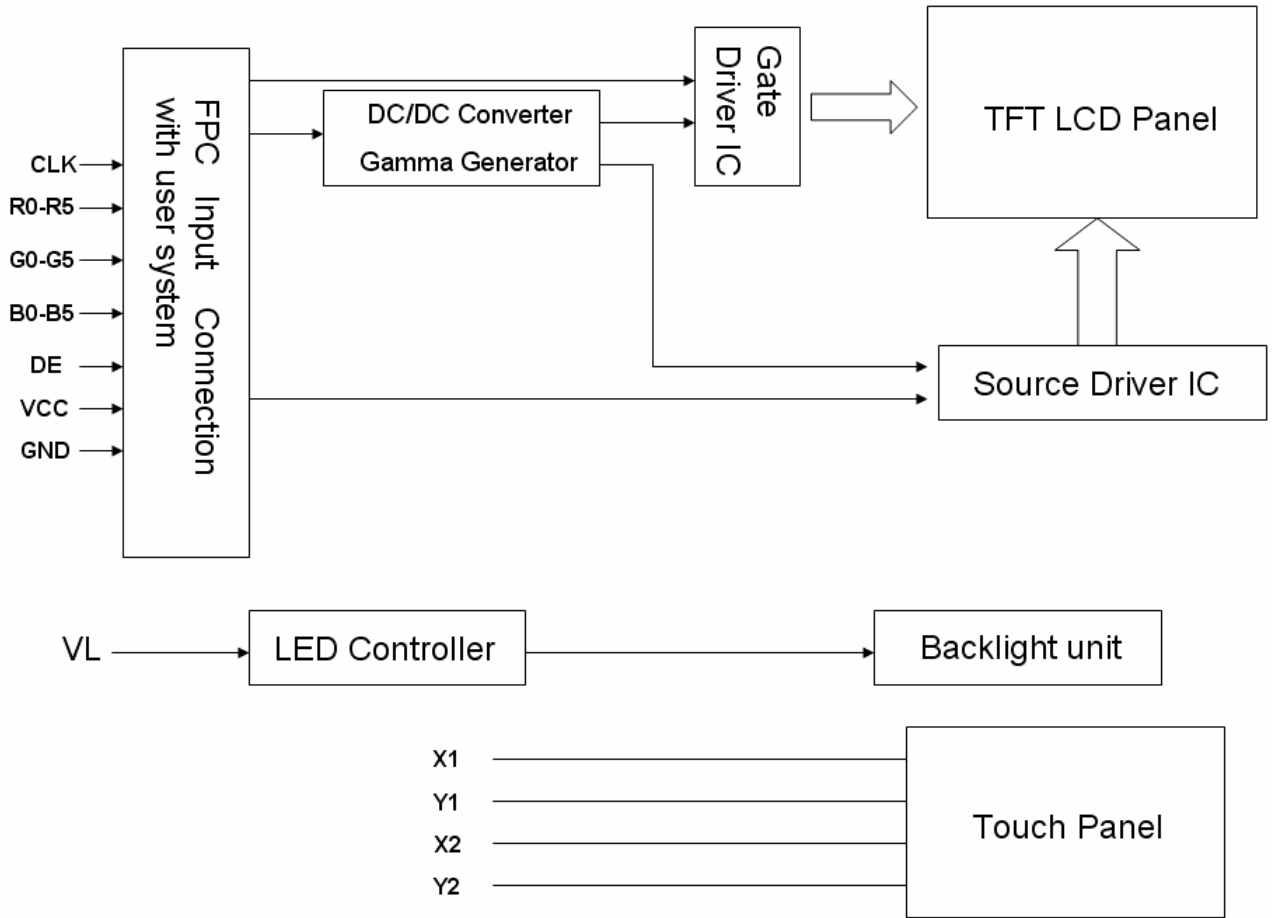 CLK
R0-R5
G0-G5
B0-B5
DE
VCC
GND
FPC Input Connection
with user system
DC/DC Converter
Gamma Generator
Gate
Driver IC
TFT LCD Panel
Source Driver IC
VL
LED Controller
Backlight unit
X1
Y1
X2
Y2
Touch Panel